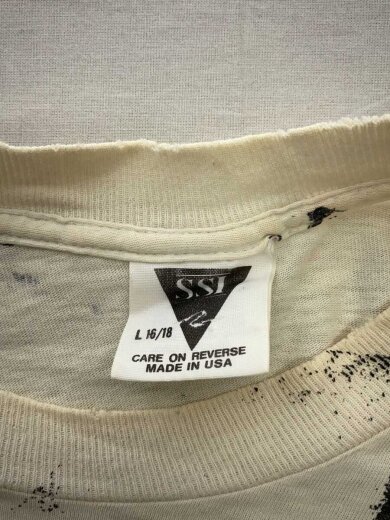 SSI
L 16/18
CARE ON REVERSE
MADE IN USA